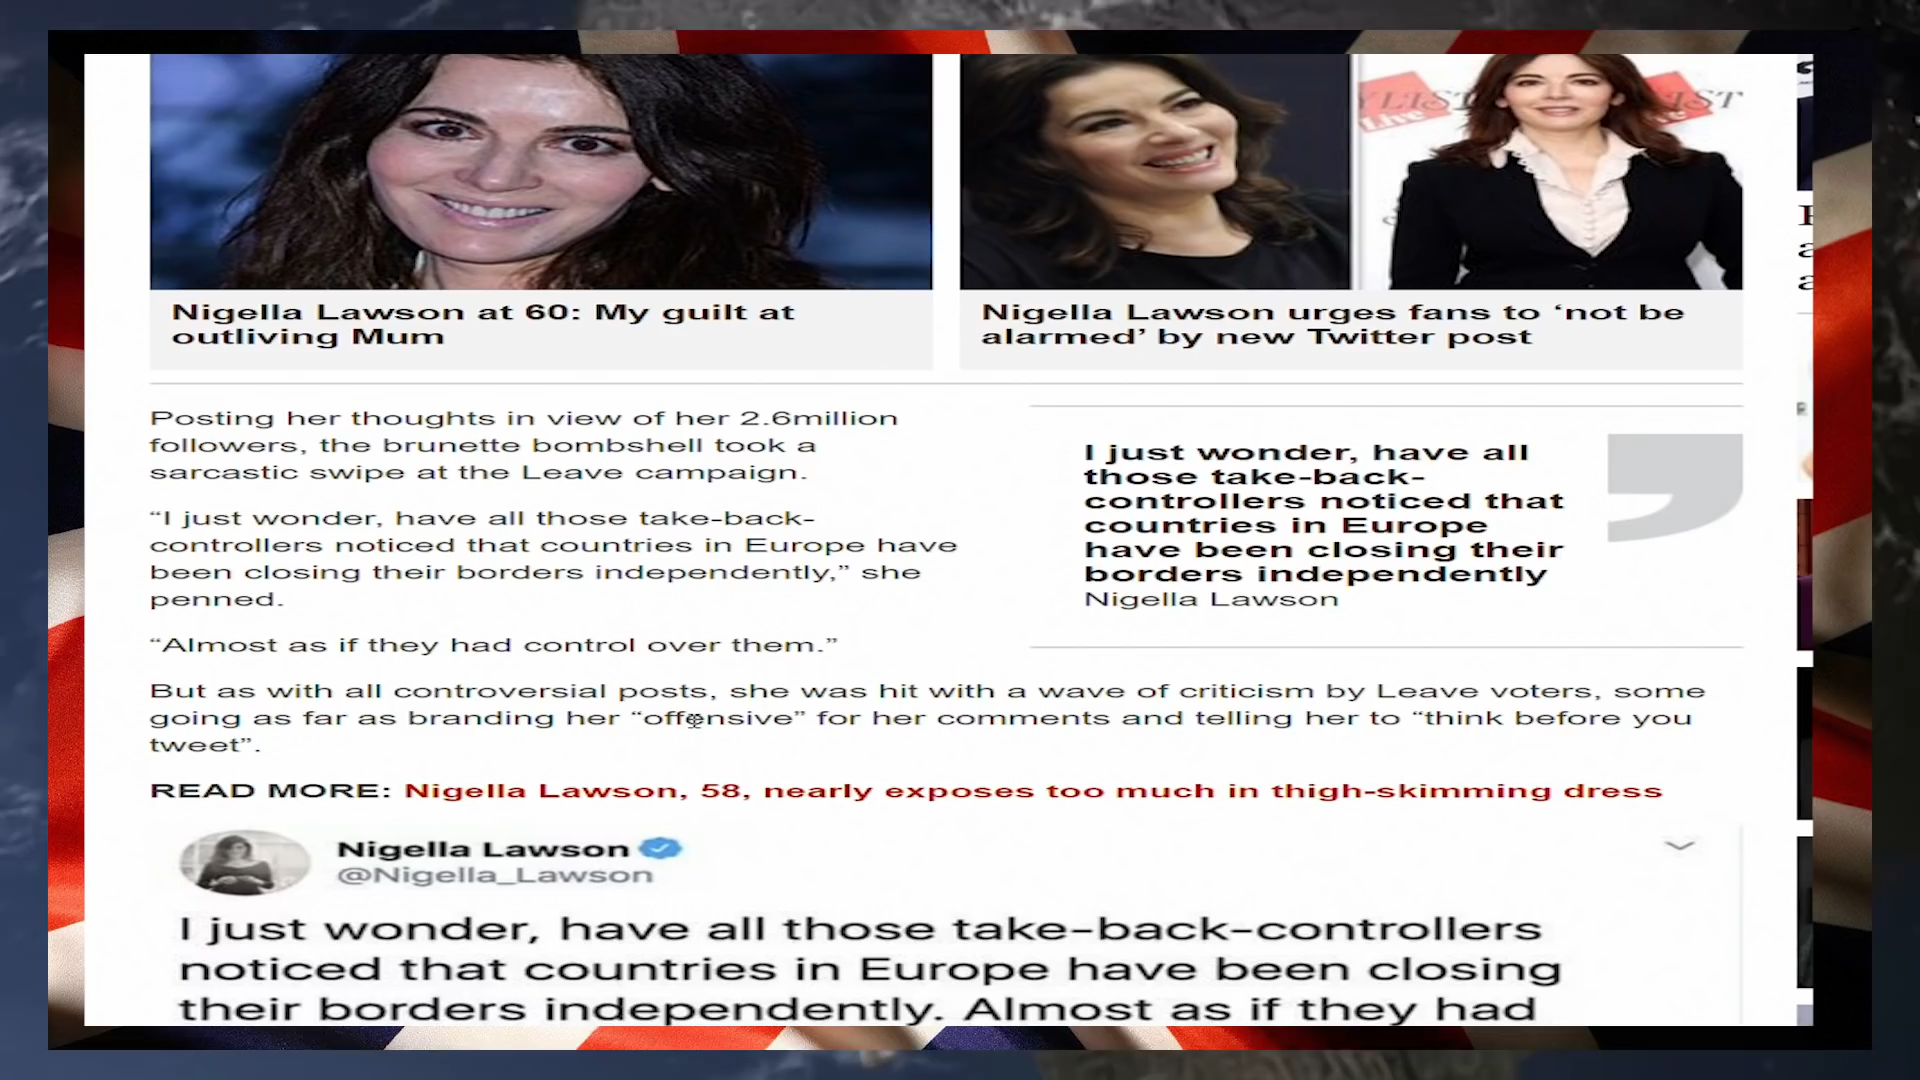 YLIST
Live
IST
Live
Nigella Lawson at 60: My guilt at
outliving Mum
Nigella Lawson urges fans to ‘not be
alarmed’ by new Twitter post
Posting her thoughts in view of her 2.6million
followers, the brunette bombshell took a
sarcastic swipe at the Leave campaign.
“I just wonder, have all those take-back-
controllers noticed that countries in Europe have
been closing their borders independently,” she
penned.
“Almost as if they had control over them.”
I just wonder, have all
those take-back-
controllers noticed that
countries in Europe
have been closing their
borders independently
Nigella Lawson
But as with all controversial posts, she was hit with a wave of criticism by Leave voters, some
going as far as branding her “offensive” for her comments and telling her to “think before you
tweet”.
READ MORE: Nigella Lawson, 58, nearly exposes too much in thigh-skimming dress
Nigella Lawson
@Nigella_Lawson
I just wonder, have all those take-back-controllers
noticed that countries in Europe have been closing
their borders independently. Almost as if they had